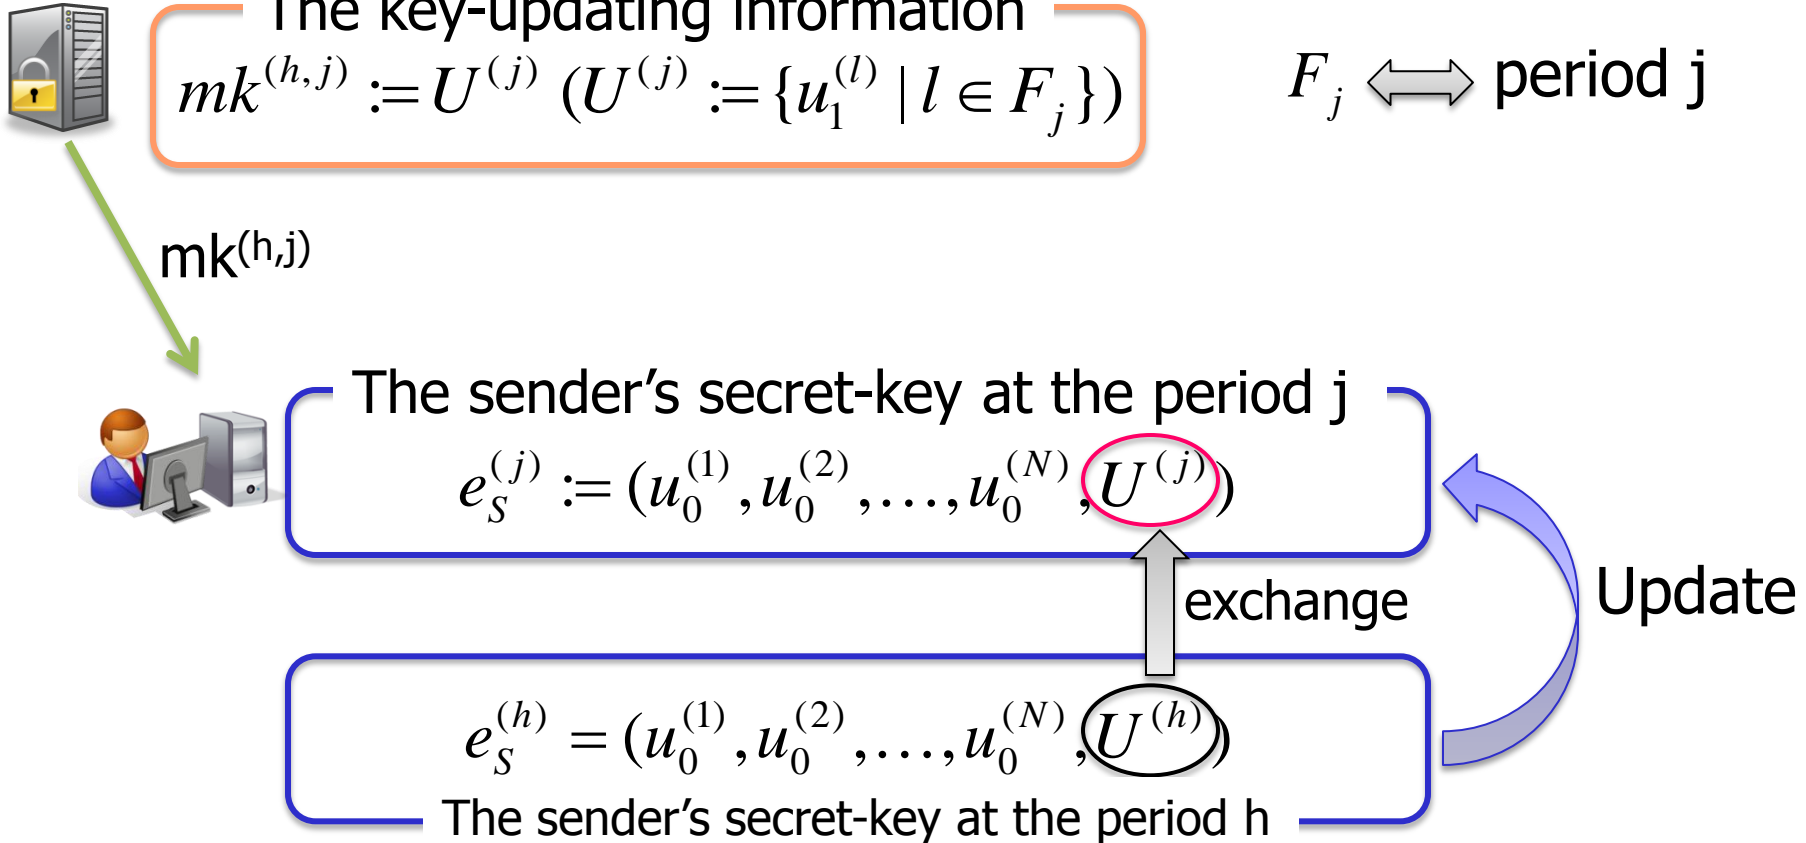 The key-updating information
mk^{(h,j)} := U^{(j)} (U^{(j)} := {u_1^{(l)} | l ∈ F_j})
F_j ⇔ period j
mk^{(h,j)}
The sender’s secret-key at the period j
e_S^{(j)} := (u_0^{(1)}, u_0^{(2)}, ..., u_0^{(N)}, U^{(j)})
exchange
Update
e_S^{(h)} = (u_0^{(1)}, u_0^{(2)}, ..., u_0^{(N)}, U^{(h)})
The sender’s secret-key at the period h